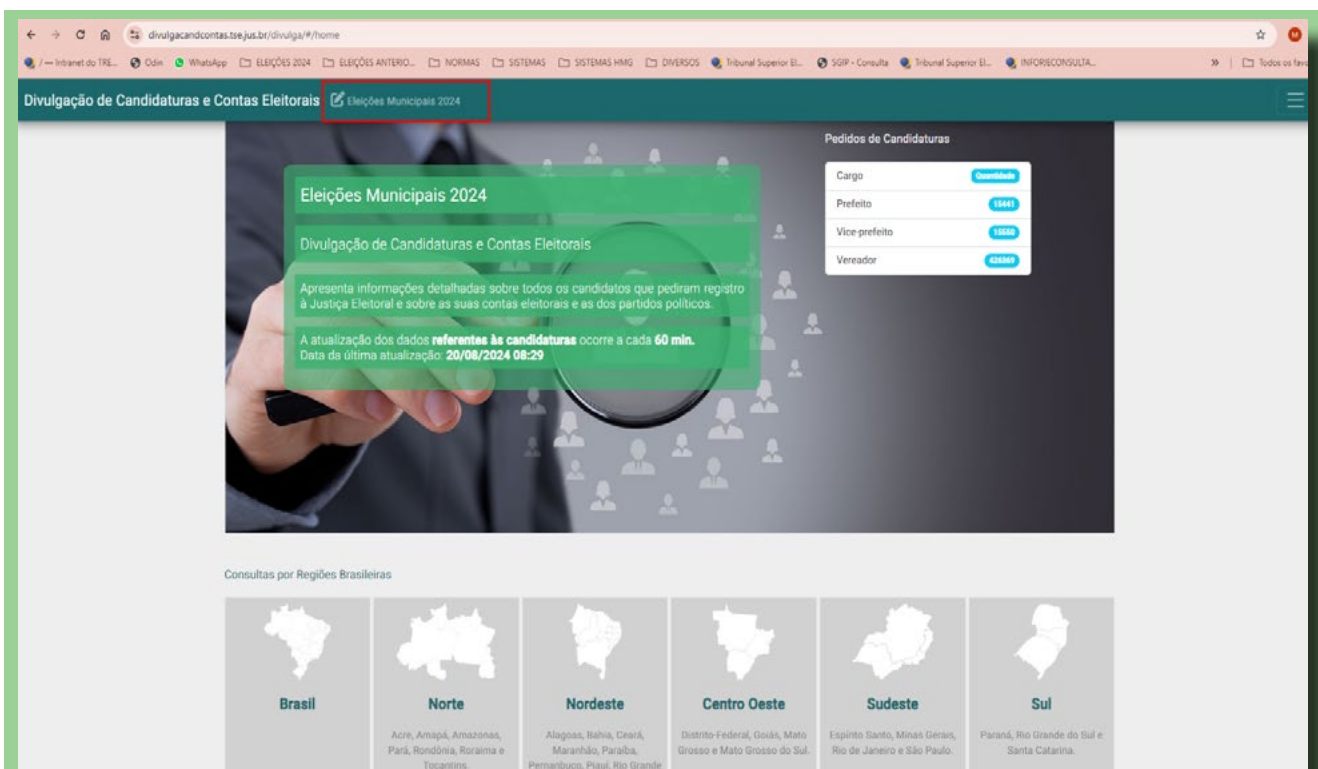 divulgacandcontas.tse.jus.br/divulga/#/home
/ — Intranet do TRE... Odin WhatsApp ELEIÇÕES 2024 ELEIÇÕES ANTERIO... NORMAS SISTEMAS SISTEMAS HMG DIVERSOS Tribunal Superior El... SGIP - Consulta Tribunal Superior El... INFORJECONSULTA... » Todos os favo
Divulgação de Candidaturas e Contas Eleitorais Eleições Municipais 2024
Pedidos de Candidaturas
Cargo Quantidade
Prefeito 15441
Vice-prefeito 15550
Vereador
Eleições Municipais 2024
Divulgação de Candidaturas e Contas Eleitorais
Apresenta informações detalhadas sobre todos os candidatos que pediram registro
à Justiça Eleitoral e sobre as suas contas eleitorais e as dos partidos políticos.
A atualização dos dados referentes às candidaturas ocorre a cada 60 min.
Data da última atualização: 20/08/2024 08:29
Consultas por Regiões Brasileiras
Brasil
Norte
Acre, Amapá, Amazonas,
Pará, Rondônia, Roraima e
Tocantins.
Nordeste
Alagoas, Bahia, Ceará,
Maranhão, Paraíba,
Pernambuco, Piauí, Rio Grande
Centro Oeste
Distrito-Federal, Goiás, Mato
Grosso e Mato Grosso do Sul.
Sudeste
Espírito Santo, Minas Gerais,
Rio de Janeiro e São Paulo.
Sul
Paraná, Rio Grande do Sul e
Santa Catarina.